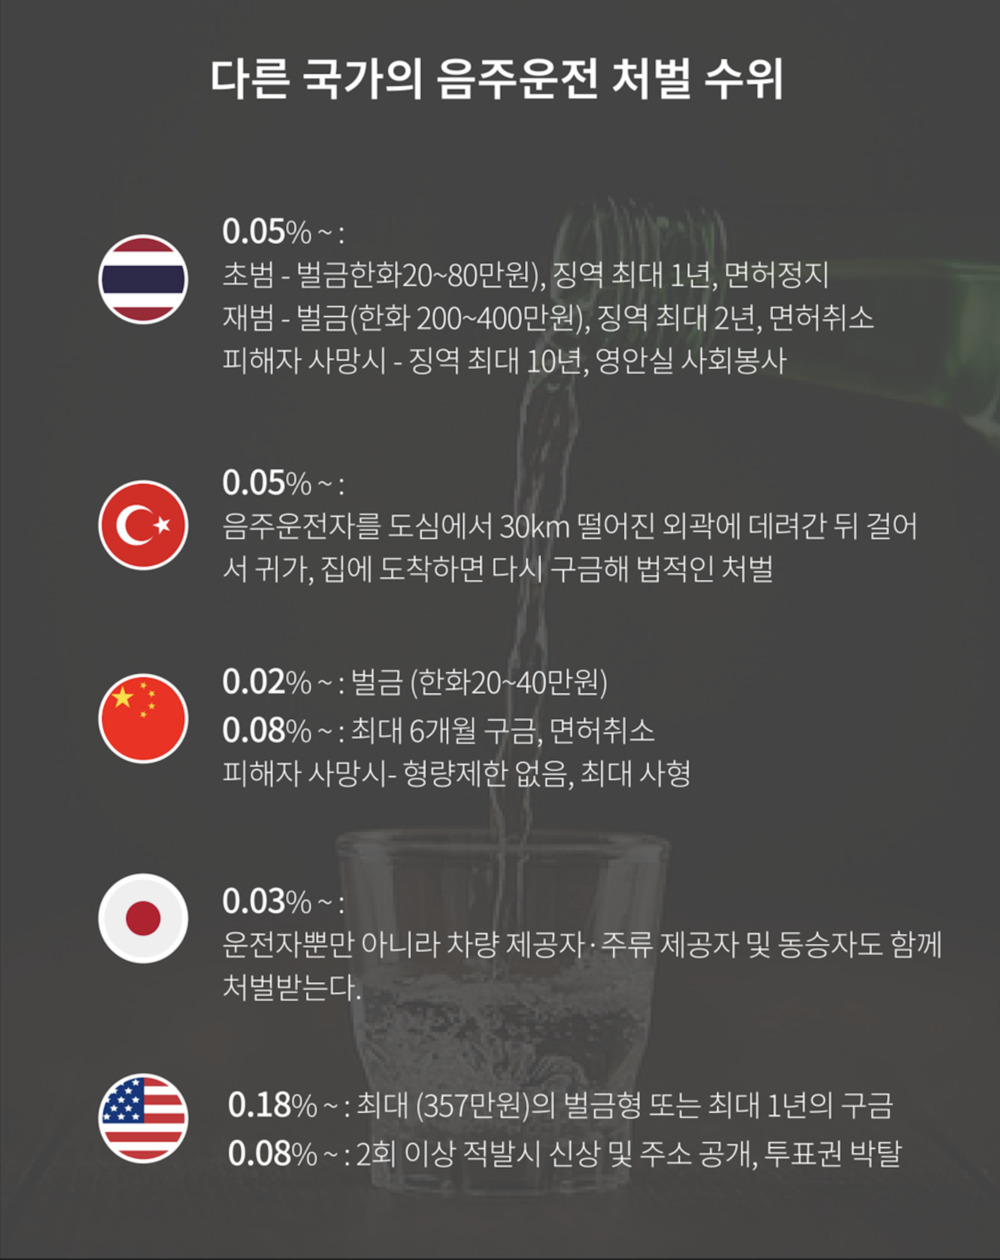 다른 국가의 음주운전 처벌 수위
0.05% ~ :
초범 - 벌금한화20~80만원), 징역 최대 1년, 면허정지
재범 - 벌금(한화 200~400만원), 징역 최대 2년, 면허취소
피해자 사망시 - 징역 최대 10년, 영안실 사회봉사
0.05% ~ :
음주운전자를 도심에서 30km 떨어진 외곽에 데려간 뒤 걸어
서 귀가, 집에 도착하면 다시 구금해 법적인 처벌
0.02% ~ : 벌금 (한화20~40만원)
0.08% ~ : 최대 6개월 구금, 면허취소
피해자 사망시- 형량제한 없음, 최대 사형
0.03% ~ :
운전자뿐만 아니라 차량 제공자·주류 제공자 및 동승자도 함께
처벌받는다.
0.18% ~ : 최대 (357만원)의 벌금형 또는 최대 1년의 구금
0.08% ~ : 2회 이상 적발시 신상 및 주소 공개, 투표권 박탈